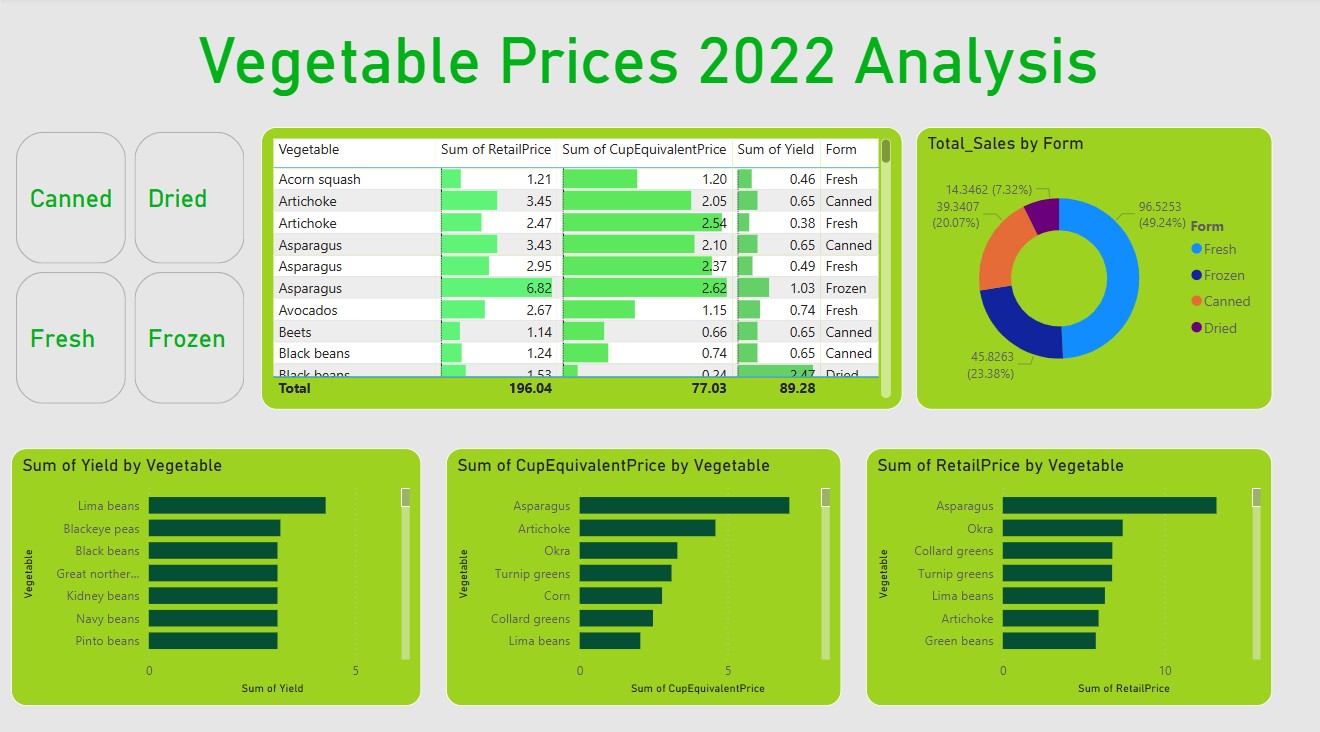 Vegetable Prices 2022 Analysis
Canned
Dried
Fresh
Frozen
Vegetable Sum of RetailPrice Sum of CupEquivalentPrice Sum of Yield Form
Acorn squash 1.21 1.20 0.46 Fresh
Artichoke 3.45 2.05 0.65 Canned
Artichoke 2.47 2.54 0.38 Fresh
Asparagus 3.43 2.10 0.65 Canned
Asparagus 2.95 2.37 0.49 Fresh
Asparagus 6.82 2.62 1.03 Frozen
Avocados 2.67 1.15 0.74 Fresh
Beets 1.14 0.66 0.65 Canned
Black beans 1.24 0.74 0.65 Canned
Black beans 1.53 0.24 2.47 Dried
Total 196.04 77.03 89.28
Total_Sales by Form
14.3462 (7.32%)
39.3407
(20.07%)
96.5253
(49.24%)
45.8263
(23.38%)
Form
Fresh
Frozen
Canned
Dried
Sum of Yield by Vegetable
Vegetable
Lima beans
Blackeye peas
Black beans
Great norther...
Kidney beans
Navy beans
Pinto beans
0 5
Sum of Yield
Sum of CupEquivalentPrice by Vegetable
Vegetable
Asparagus
Artichoke
Okra
Turnip greens
Corn
Collard greens
Lima beans
0 5
Sum of CupEquivalentPrice
Sum of RetailPrice by Vegetable
Vegetable
Asparagus
Okra
Collard greens
Turnip greens
Lima beans
Artichoke
Green beans
0 10
Sum of RetailPrice